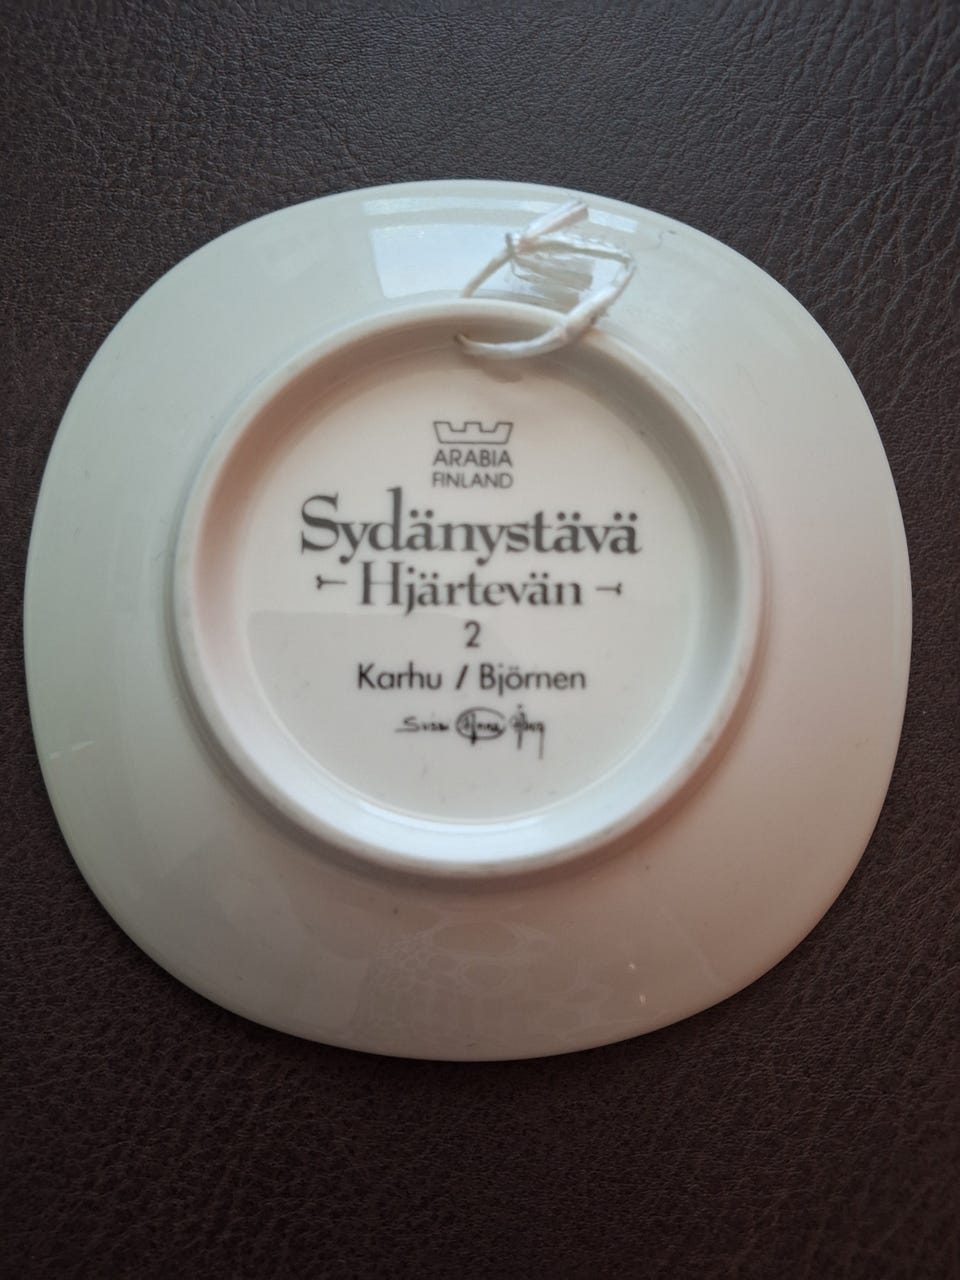 ARABIA
FINLAND
Sydänystävä
Hjärtevän
2
Karhu / Björnen